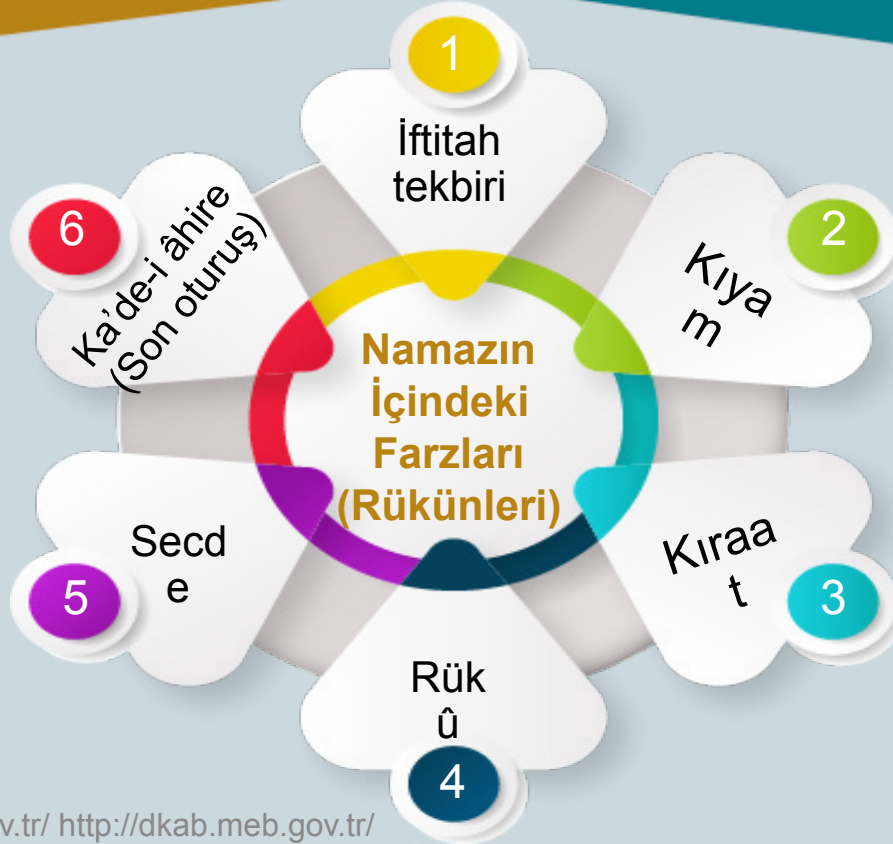 1
İftitah
tekbiri
2
Kıya
m
3
Kıraa
t
4
Rük
û
5
Secd
e
6
Ka’de-i âhire
(Son oturuş)
Namazın
İçindeki
Farzları
(Rükünleri)
v.tr/ http://dkab.meb.gov.tr/